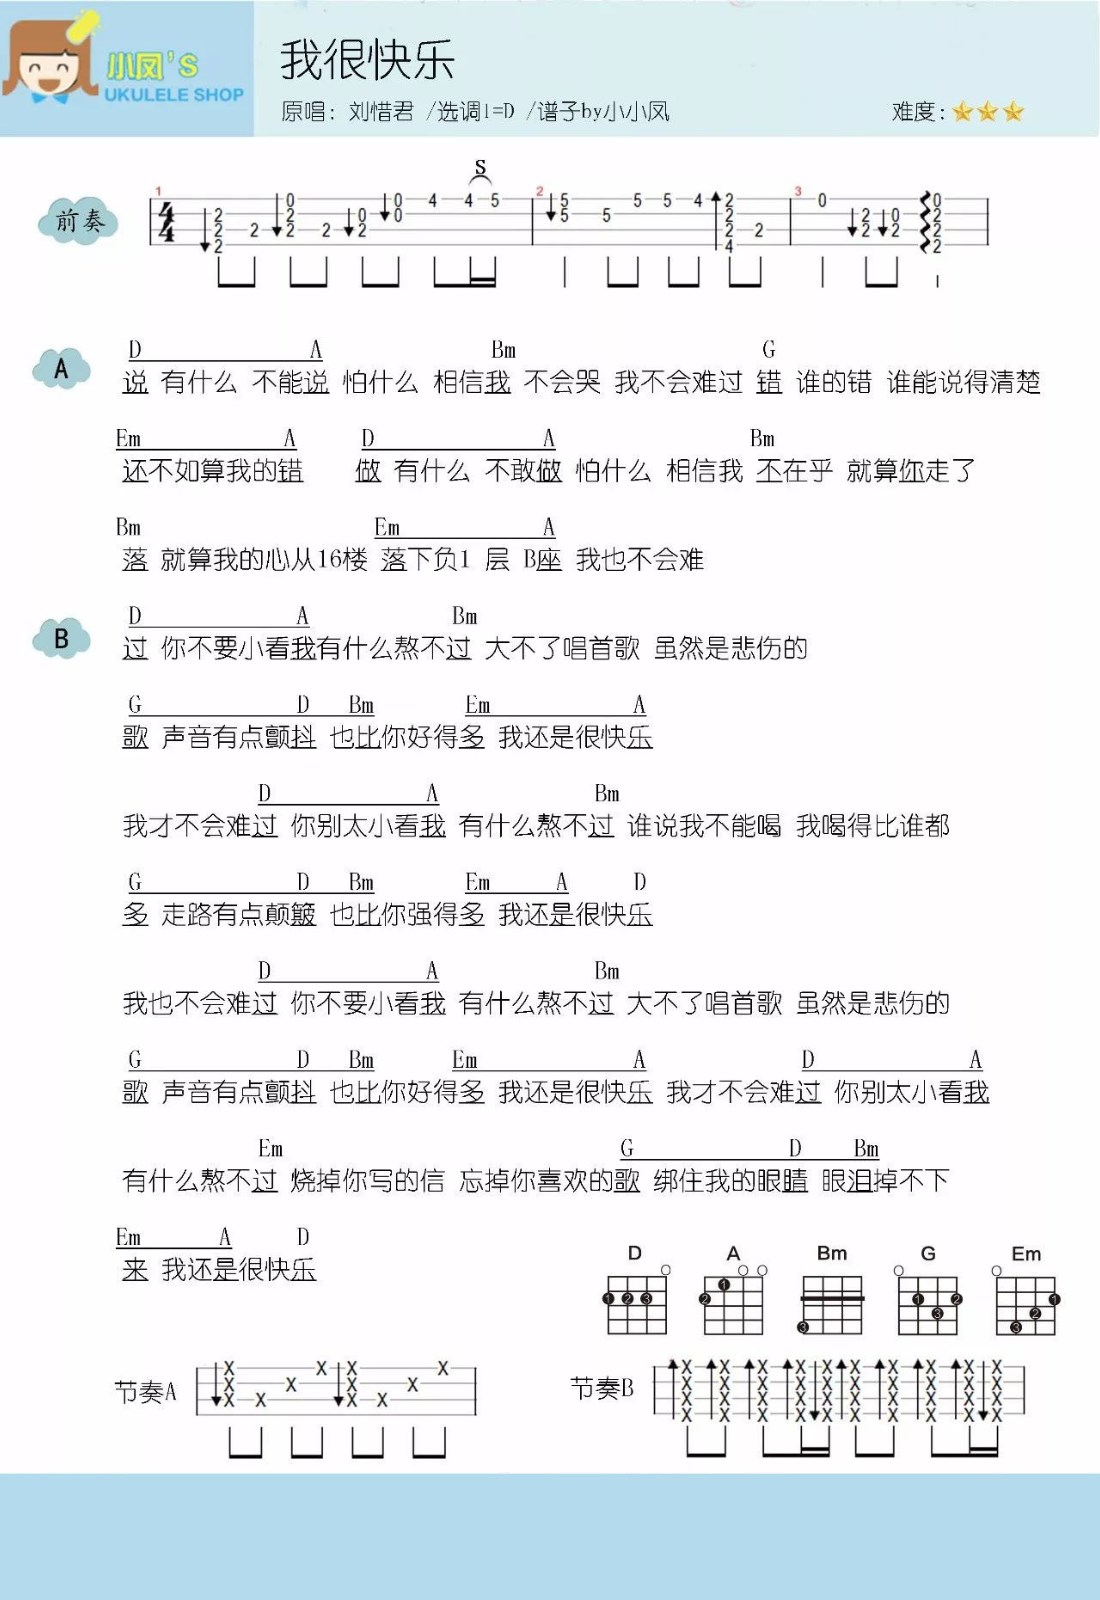 小凤'S
UKULELE SHOP
我很快乐
原唱：刘惜君 /选调1=D /谱子by小小凤
难度：
S
前奏
1 2 3
4 4
2 2 2 2 0 2 2 2 0 2 0 0 4 4 5
5 5 5 5 5 4 2 2 2 4 2
0 2 2 0 2 0 2 2 2
A
D A Bm G
说 有什么 不能说 怕什么 相信我 不会哭 我不会难过 错 谁的错 谁能说得清楚
Em A D A Bm
还不如算我的错 做 有什么 不敢做 怕什么 相信我 不在乎 就算你走了
Bm Em A
落 就算我的心从16楼 落下负1 层 B座 我也不会难
B
D A Bm
过 你不要小看我有什么熬不过 大不了唱首歌 虽然是悲伤的
G D Bm Em A
歌 声音有点颤抖 也比你好得多 我还是很快乐
D A Bm
我才不会难过 你别太小看我 有什么熬不过 谁说我不能喝 我喝得比谁都
G D Bm Em A D
多 走路有点颠簸 也比你强得多 我还是很快乐
D A Bm
我也不会难过 你不要小看我 有什么熬不过 大不了唱首歌 虽然是悲伤的
G D Bm Em A D A
歌 声音有点颤抖 也比你好得多 我还是很快乐 我才不会难过 你别太小看我
Em G D Bm
有什么熬不过 烧掉你写的信 忘掉你喜欢的歌 绑住我的眼睛 眼泪掉不下
Em A D
来 我还是很快乐
D A Bm G Em
1 2 3 1 2 3 1 3 2 1 2 3
节奏A
X X X X X X X X X X X X
节奏B
X X X X X X X X X X
X X X X X X X X X X
X X X X X X X X X X
X X X X X X X X X X